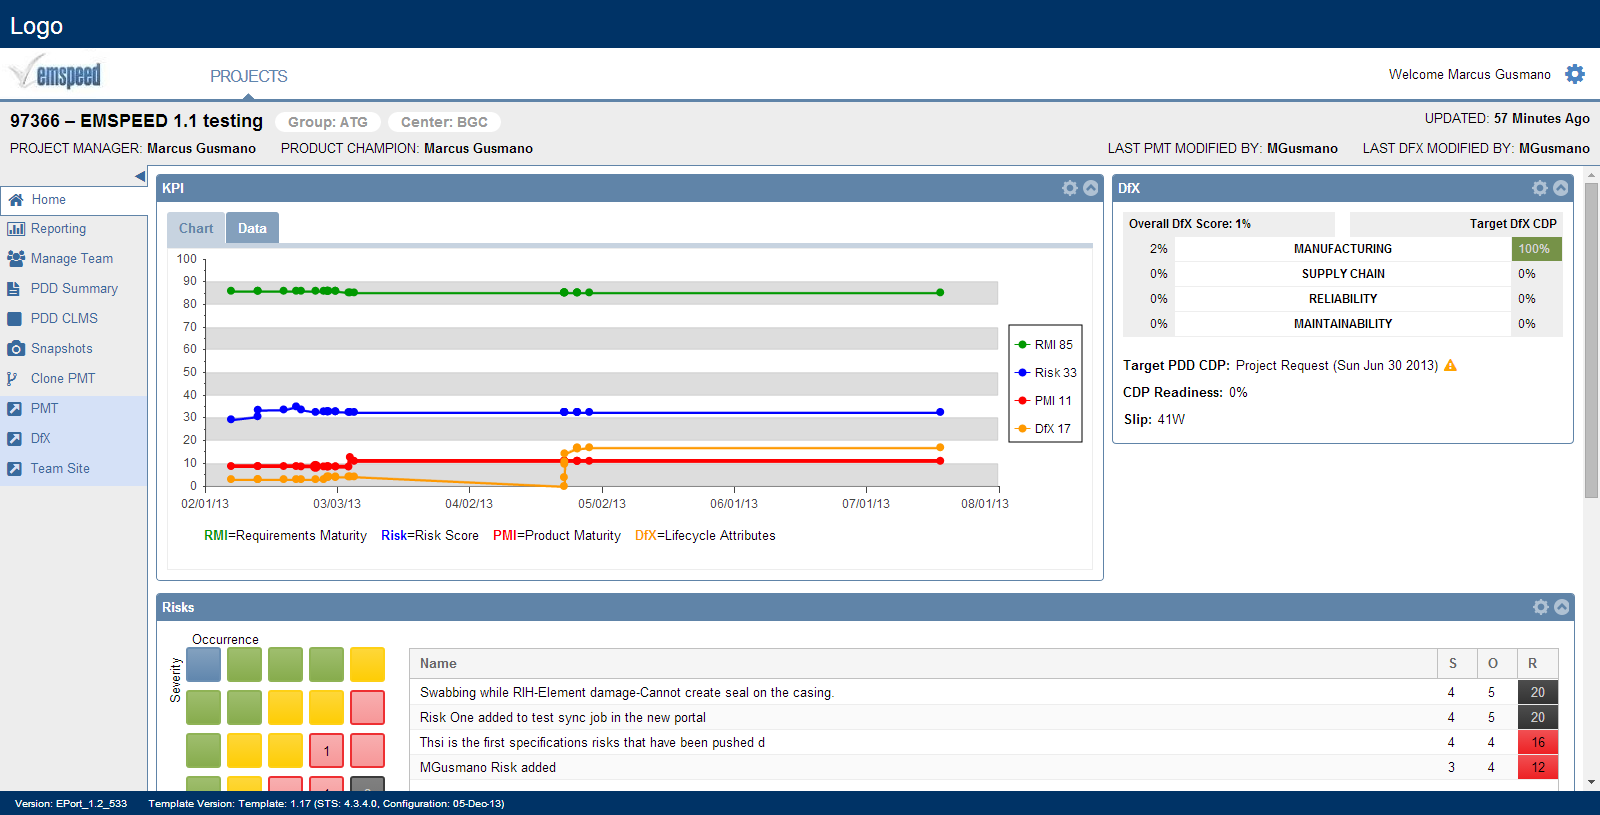 Logo
emspeed
PROJECTS
Welcome Marcus Gusmano
97366 – EMSPEED 1.1 testing
Group: ATG
Center: BGC
UPDATED: 57 Minutes Ago
PROJECT MANAGER: Marcus Gusmano
PRODUCT CHAMPION: Marcus Gusmano
LAST PMT MODIFIED BY: MGusmano
LAST DFX MODIFIED BY: MGusmano
Home
Reporting
Manage Team
PDD Summary
PDD CLMS
Snapshots
Clone PMT
PMT
DfX
Team Site
KPI
Chart
Data
100
90
80
70
60
50
40
30
20
10
0
02/01/13
03/03/13
04/02/13
05/02/13
06/01/13
07/01/13
08/01/13
RMI 85
Risk 33
PMI 11
DfX 17
RMI=Requirements Maturity Risk=Risk Score PMI=Product Maturity DfX=Lifecycle Attributes
DfX
Overall DfX Score: 1% Target DfX CDP
2% MANUFACTURING 100%
0% SUPPLY CHAIN 0%
0% RELIABILITY 0%
0% MAINTAINABILITY 0%
Target PDD CDP: Project Request (Sun Jun 30 2013)
CDP Readiness: 0%
Slip: 41W
Risks
Occurrence
Severity
1
Name S O R
Swabbing while RIH-Element damage-Cannot create seal on the casing. 4 5 20
Risk One added to test sync job in the new portal 4 5 20
Thsi is the first specifications risks that have been pushed d 4 4 16
MGusmano Risk added 3 4 12
Version: EPort_1.2_533 Template Version: Template: 1.17 (STS: 4.3.4.0, Configuration: 05-Dec-13)